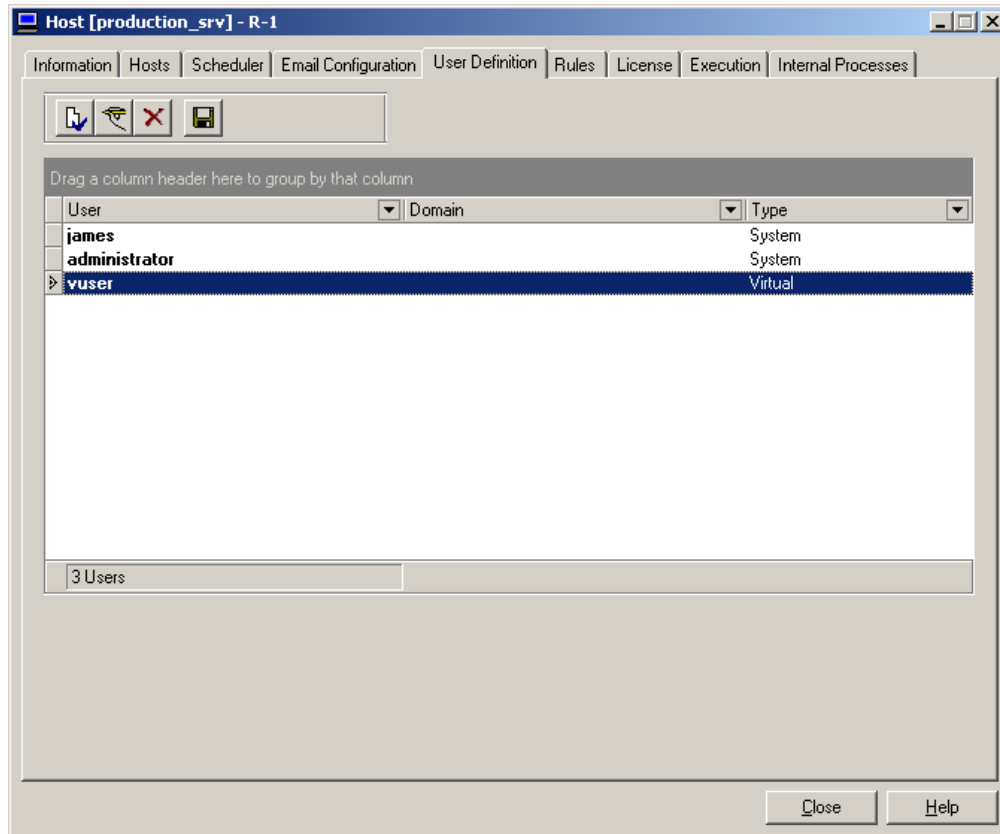 Host [production_srv] - R-1
Information Hosts Scheduler Email Configuration User Definition Rules License Execution Internal Processes
Drag a column header here to group by that column
User Domain Type
james System
administrator System
vuser Virtual
3 Users
Close Help